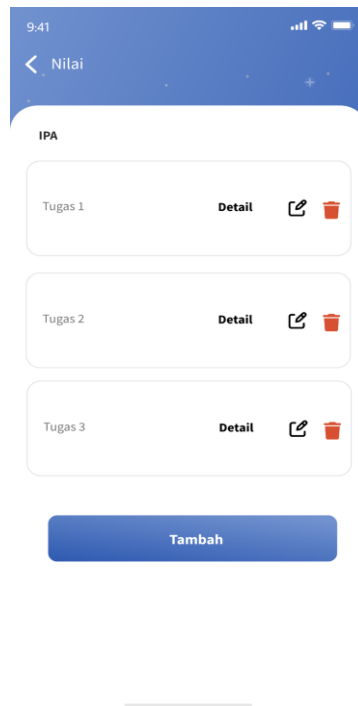 9:41
Nilai
IPA
Tugas 1 Detail
Tugas 2 Detail
Tugas 3 Detail
Tambah